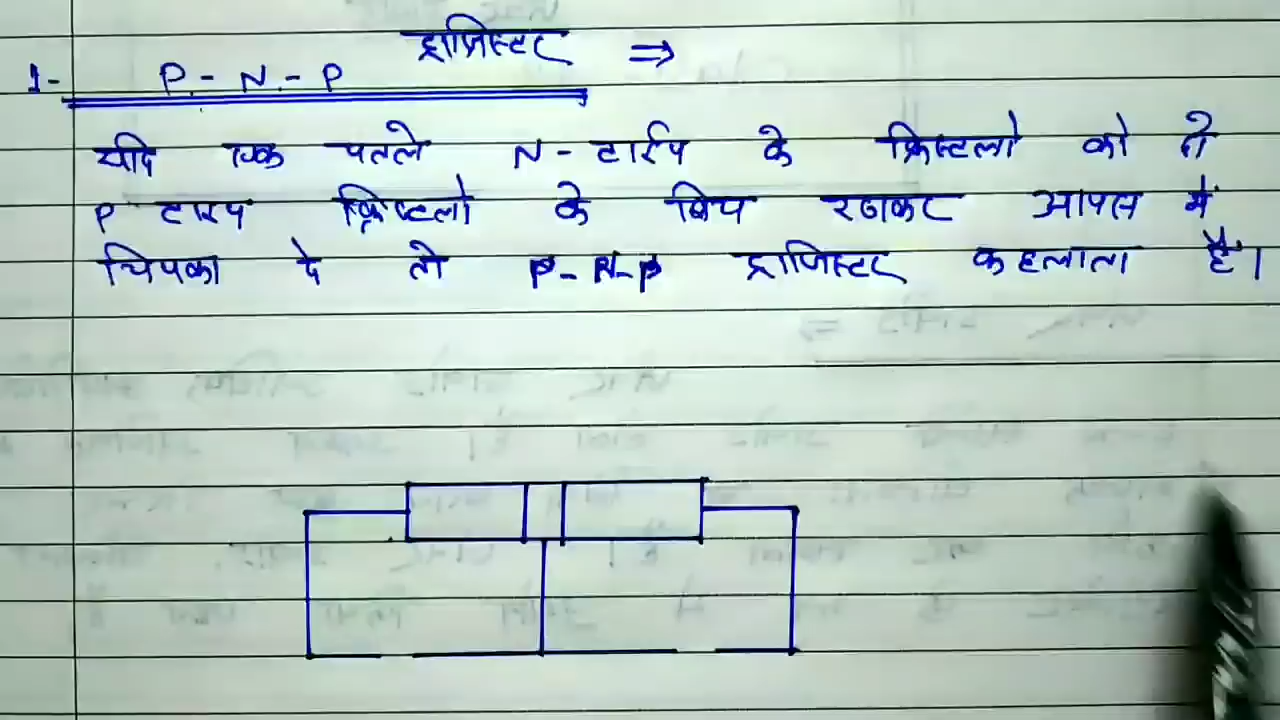 1- P - N - P ट्रांजिस्टर ⇒
यदि एक पतले N - टाईप के क्रिस्टलो को दो
P टाइप क्रिस्टलो के बिच रखकर आपस में
चिपका दे तो P-N-P ट्रांजिस्टर कहलाता है।